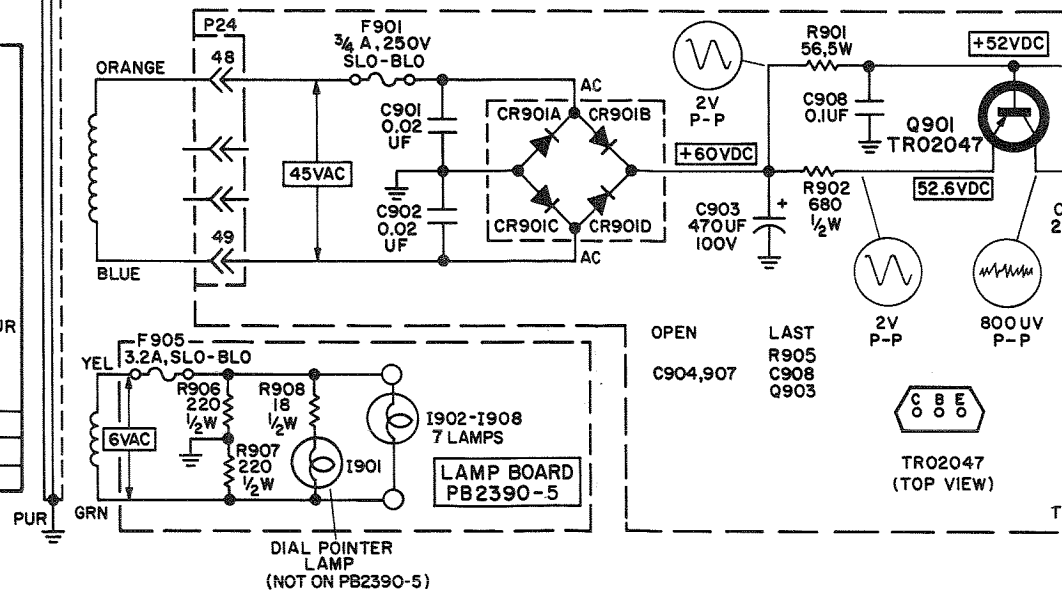 P24
F901
¾ A, 250V
SLO-BLO
48
ORANGE
C901
0.02
UF
45VAC
C902
0.02
UF
49
BLUE
AC
CR901A
CR901B
CR901C
CR901D
AC
2V
P-P
R901
56,5W
+52VDC
C908
0.1UF
Q901
TR02047
+60VDC
R902
680
½W
52.6VDC
C903
470UF
100V
+
2V
P-P
800UV
P-P
UR
PUR
YEL
F905
3.2A, SLO-BLO
R906
220
½W
R908
18
½W
6VAC
R907
220
½W
I901
I902-I908
7 LAMPS
LAMP BOARD
PB2390-5
GRN
DIAL POINTER
LAMP
(NOT ON PB2390-5)
OPEN
C904,907
LAST
R905
C908
Q903
C B E
TR02047
(TOP VIEW)
2
T